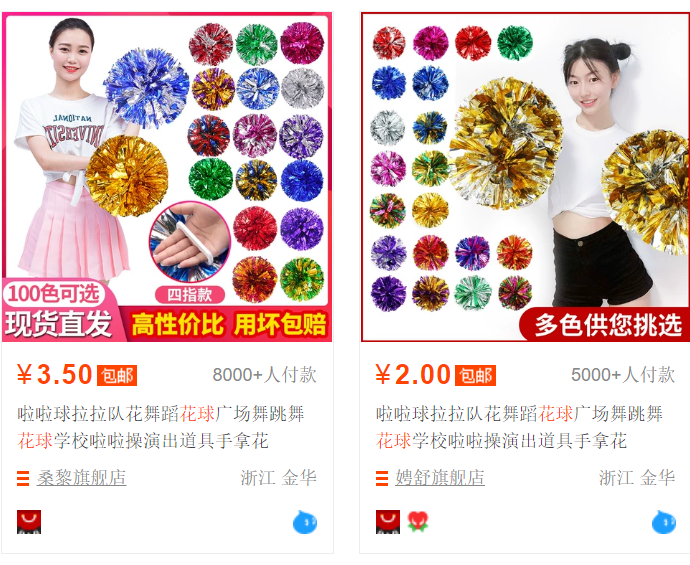 NATIONAL
UNIVERSITY
100色可选
四指款
现货直发
高性价比 用坏包赔
¥3.50 包邮 8000+人付款
啦啦球拉拉队花舞蹈花球广场舞跳舞
花球学校啦啦操演出道具手拿花
桑黎旗舰店 浙江 金华
多色供您挑选
¥2.00 包邮 5000+人付款
啦啦球拉拉队花舞蹈花球广场舞跳舞
花球学校啦啦操演出道具手拿花
娉舒旗舰店 浙江 金华